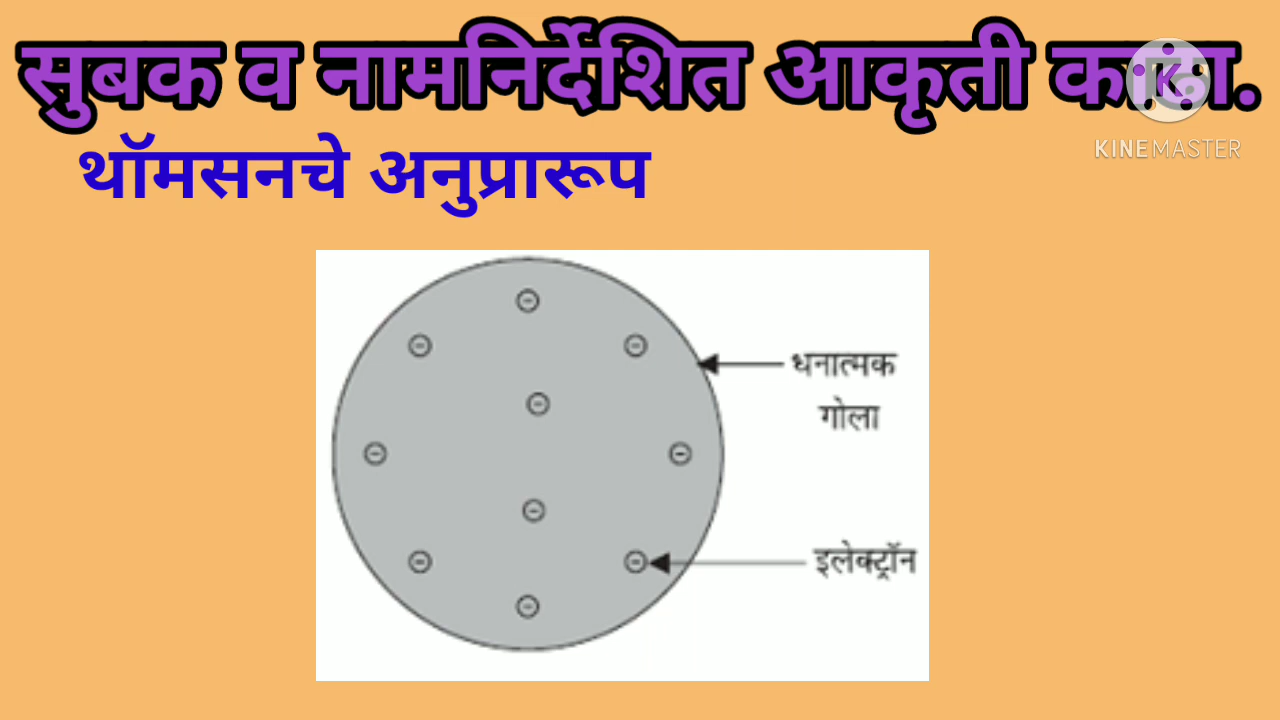 सुबक व नामनिर्देशित आकृती काढा.
KINEMASTER
थॉमसनचे अनुप्रारूप
धनात्मक
गोला
इलेक्ट्रॉन